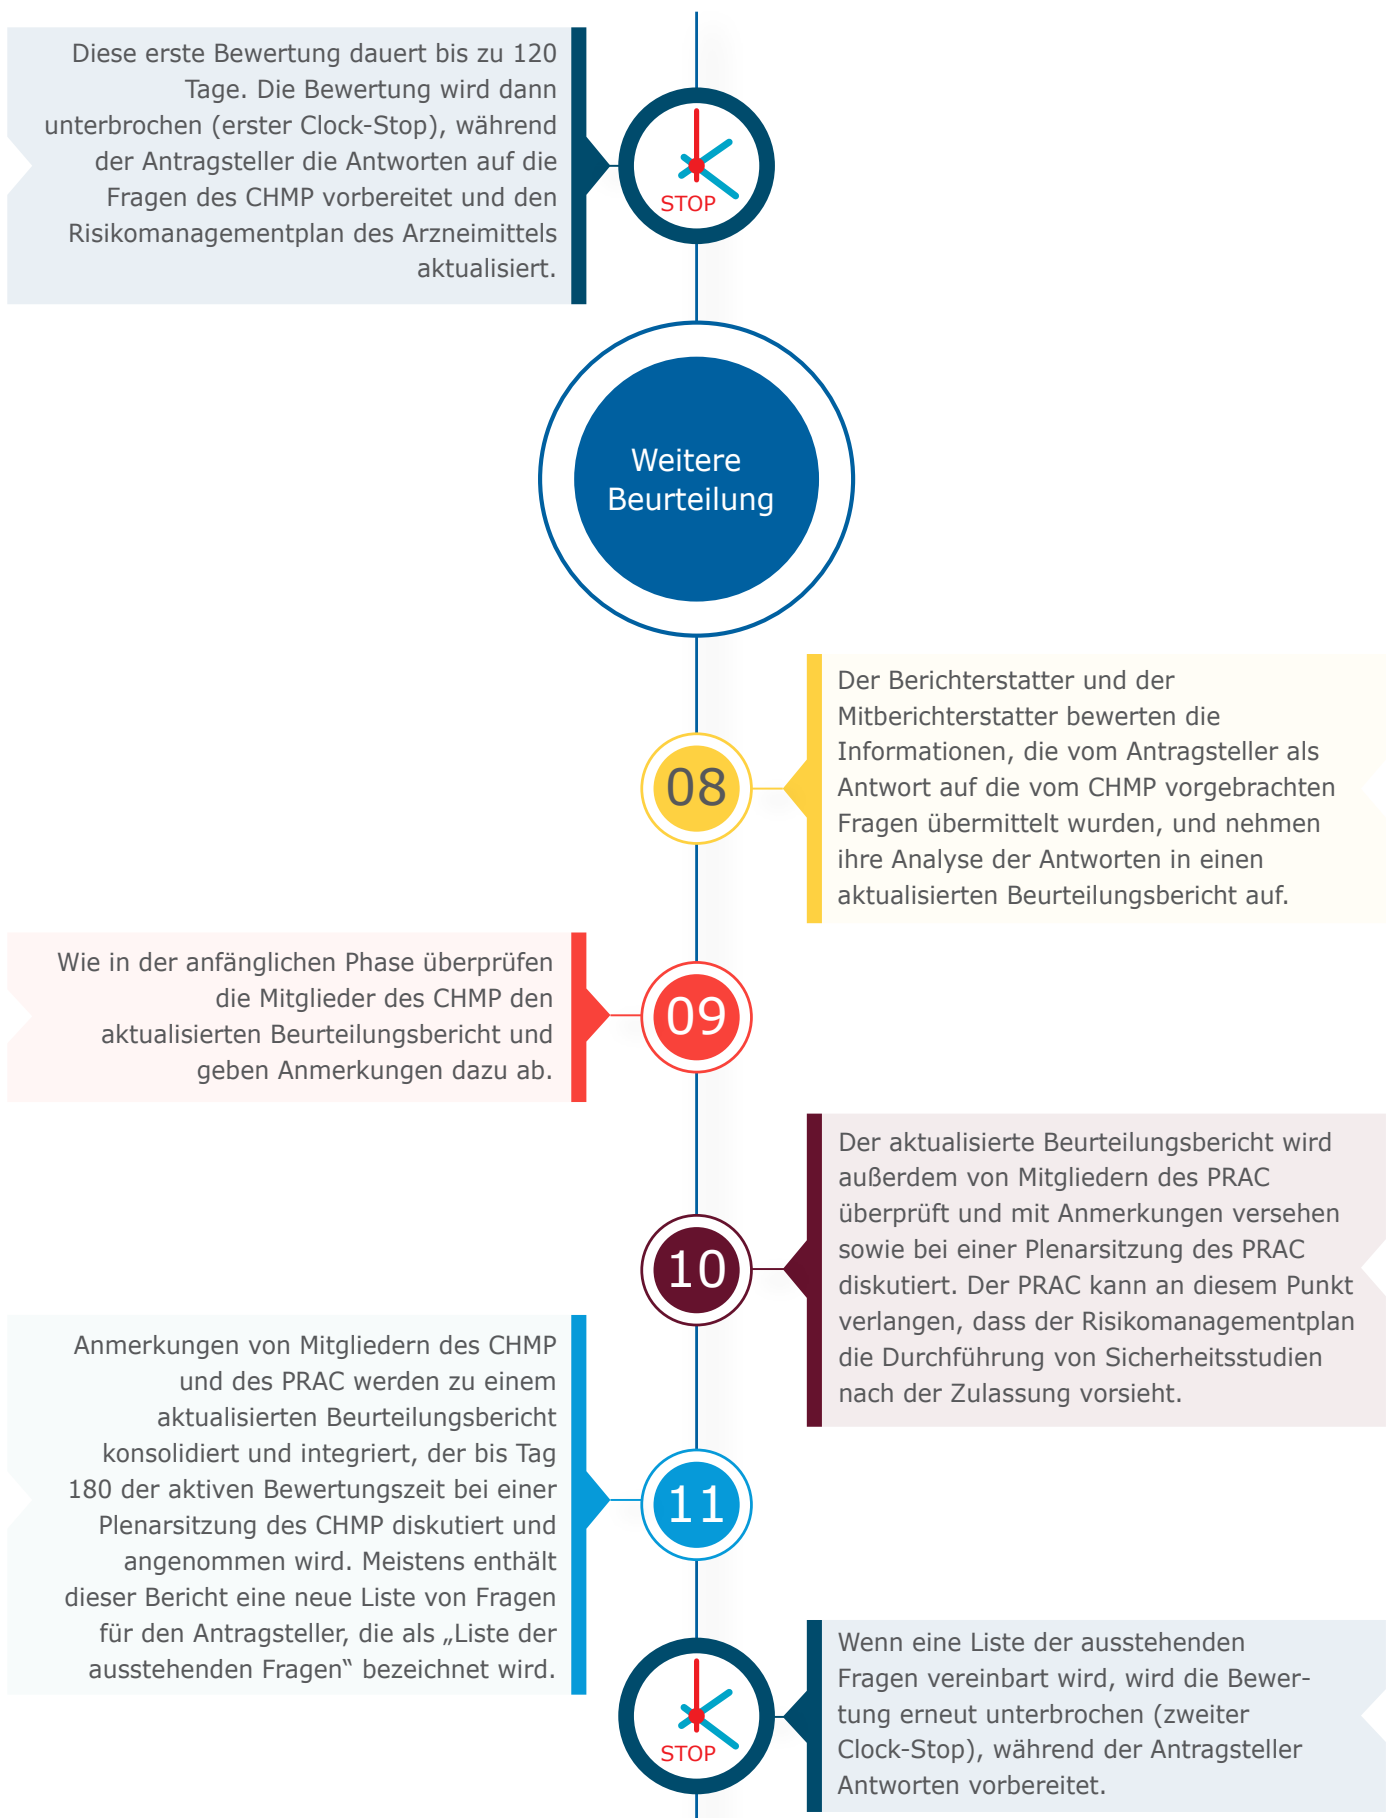 Diese erste Bewertung dauert bis zu 120
Tage. Die Bewertung wird dann
unterbrochen (erster Clock-Stop), während
der Antragsteller die Antworten auf die
Fragen des CHMP vorbereitet und den
Risikomanagementplan des Arzneimittels
aktualisiert.
STOP
Weitere
Beurteilung
08
Der Berichterstatter und der
Mitberichterstatter bewerten die
Informationen, die vom Antragsteller als
Antwort auf die vom CHMP vorgebrachten
Fragen übermittelt wurden, und nehmen
ihre Analyse der Antworten in einen
aktualisierten Beurteilungsbericht auf.
Wie in der anfänglichen Phase überprüfen
die Mitglieder des CHMP den
aktualisierten Beurteilungsbericht und
geben Anmerkungen dazu ab.
09
10
Der aktualisierte Beurteilungsbericht wird
außerdem von Mitgliedern des PRAC
überprüft und mit Anmerkungen versehen
sowie bei einer Plenarsitzung des PRAC
diskutiert. Der PRAC kann an diesem Punkt
verlangen, dass der Risikomanagementplan
die Durchführung von Sicherheitsstudien
nach der Zulassung vorsieht.
Anmerkungen von Mitgliedern des CHMP
und des PRAC werden zu einem
aktualisierten Beurteilungsbericht
konsolidiert und integriert, der bis Tag
180 der aktiven Bewertungszeit bei einer
Plenarsitzung des CHMP diskutiert und
angenommen wird. Meistens enthält
dieser Bericht eine neue Liste von Fragen
für den Antragsteller, die als „Liste der
ausstehenden Fragen“ bezeichnet wird.
11
STOP
Wenn eine Liste der ausstehenden
Fragen vereinbart wird, wird die Bewer-
tung erneut unterbrochen (zweiter
Clock-Stop), während der Antragsteller
Antworten vorbereitet.